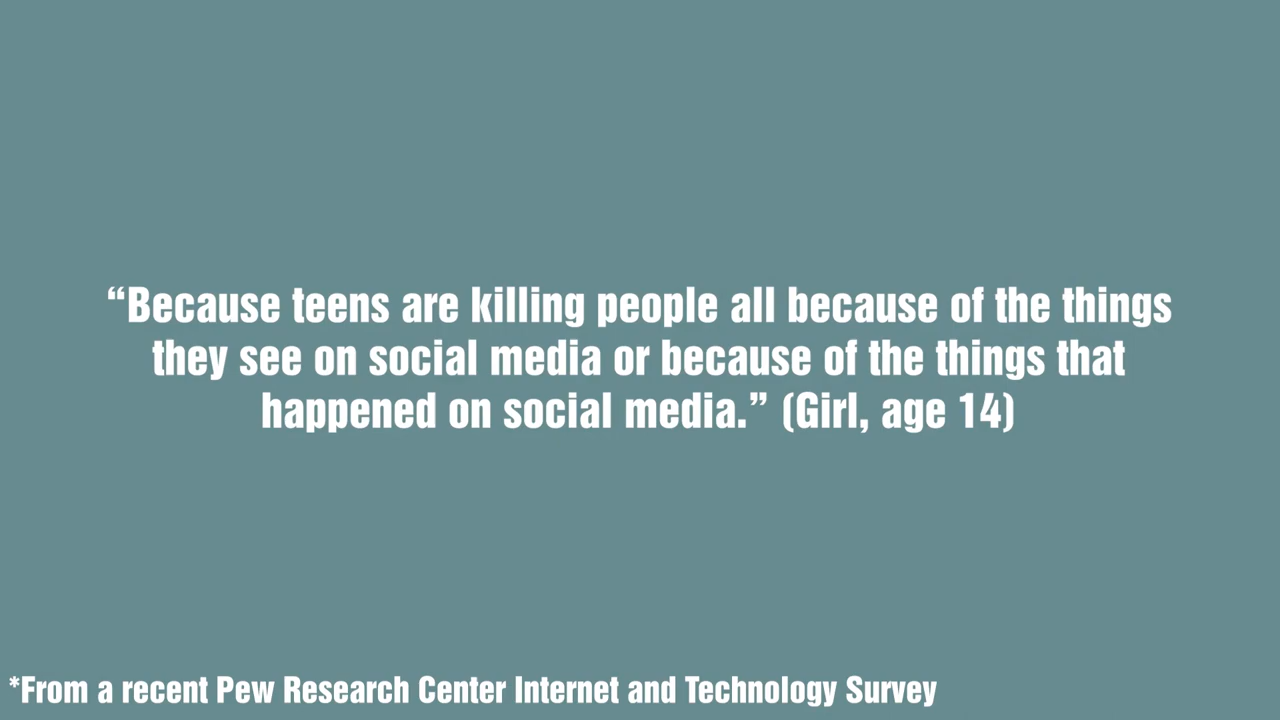 “Because teens are killing people all because of the things
they see on social media or because of the things that
happened on social media.” (Girl, age 14)
*From a recent Pew Research Center Internet and Technology Survey